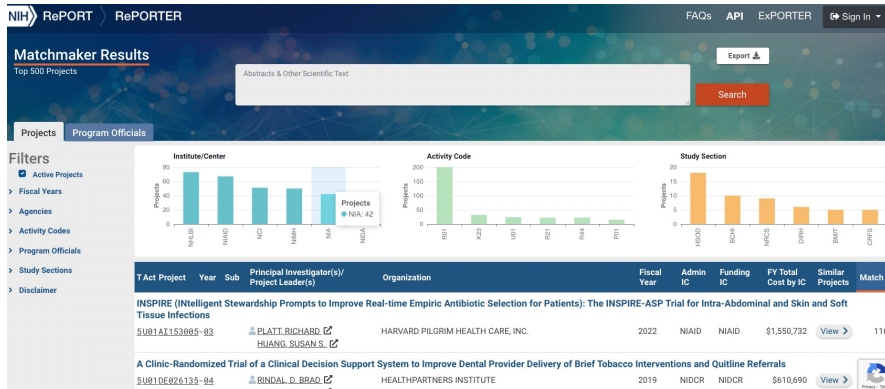 NIH RePORT RePORTER
FAQs API ExPORTER Sign In
Matchmaker Results
Top 500 Projects
Export
Abstracts & Other Scientific Text
Search
Projects Program Officials
Filters
Active Projects
Fiscal Years
Agencies
Activity Codes
Program Officials
Study Sections
Disclaimer
Institute/Center
Projects
80
60
40
20
0
NHLBI NIAID NCI NIMH NIA NIDA
Projects
NIA: 42
Activity Code
Projects
200
150
100
50
0
R01 K23 U01 R21 R44 P01
Study Section
Projects
20
15
10
5
0
HSOD BCHI NRCS DIRH BMIT CRFS
T Act Project Year Sub Principal Investigator(s)/ Project Leader(s) Organization Fiscal Year Admin IC Funding IC FY Total Cost by IC Similar Projects Match
INSPIRE (INtelligent Stewardship Prompts to Improve Real-time Empiric Antibiotic Selection for Patients): The INSPIRE-ASP Trial for Intra-Abdominal and Skin and Soft
Tissue Infections
5U01AI153005-03 PLATT, RICHARD HARVARD PILGRIM HEALTH CARE, INC. 2022 NIAID NIAID $1,550,732 View 116
HUANG, SUSAN S.
A Clinic-Randomized Trial of a Clinical Decision Support System to Improve Dental Provider Delivery of Brief Tobacco Interventions and Quitline Referrals
5U01DE026135-04 RINDAL, D. BRAD HEALTHPARTNERS INSTITUTE 2019 NIDCR NIDCR $610,690 View